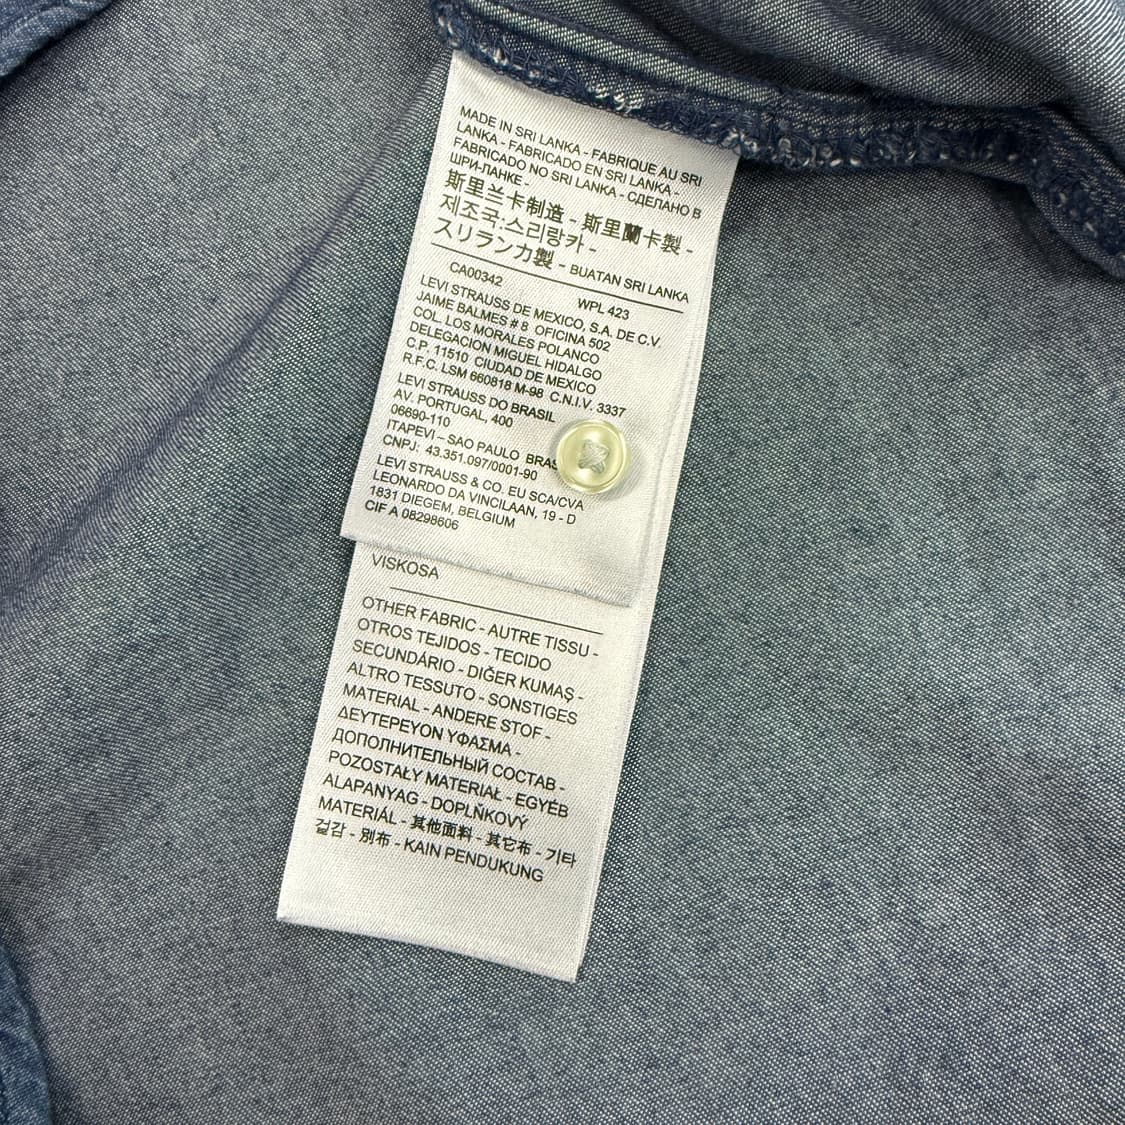 MADE IN SRI LANKA - FABRIQUE AU SRI
LANKA - FABRICADO EN SRI LANKA -
FABRICADO NO SRI LANKA - СДЕЛАНО В
ШРИ-ЛАНКЕ -
斯里兰卡制造 - 斯里蘭卡製 -
제조국:스리랑카 -
スリランカ製 - BUATAN SRI LANKA
CA00342 WPL 423
LEVI STRAUSS DE MEXICO, S.A. DE C.V.
JAIME BALMES # 8 OFICINA 502
COL. LOS MORALES POLANCO
DELEGACION MIGUEL HIDALGO
C.P. 11510 CIUDAD DE MEXICO
R.F.C. LSM 660818 M-98 C.N.I.V. 3337
LEVI STRAUSS DO BRASIL
AV. PORTUGAL, 400
06690-110
ITAPEVI – SAO PAULO BRAS
CNPJ: 43.351.097/0001-90
LEVI STRAUSS & CO. EU SCA/CVA
LEONARDO DA VINCILAAN, 19 - D
1831 DIEGEM, BELGIUM
CIF A 08298606
VISKOSA
OTHER FABRIC - AUTRE TISSU -
OTROS TEJIDOS - TECIDO
SECUNDÁRIO - DIĞER KUMAŞ -
ALTRO TESSUTO - SONSTIGES
MATERIAL - ANDERE STOF -
ΔΕΥΤΕΡΕΥΟΝ ΥΦΑΣΜΑ -
ДОПОЛНИТЕЛЬНЫЙ СОСТАВ -
POZOSTAŁY MATERIAŁ - EGYÉB
ALAPANYAG - DOPLŇKOVÝ
MATERIÁL - 其他面料 - 其它布 - 기타
겉감 - 別布 - KAIN PENDUKUNG